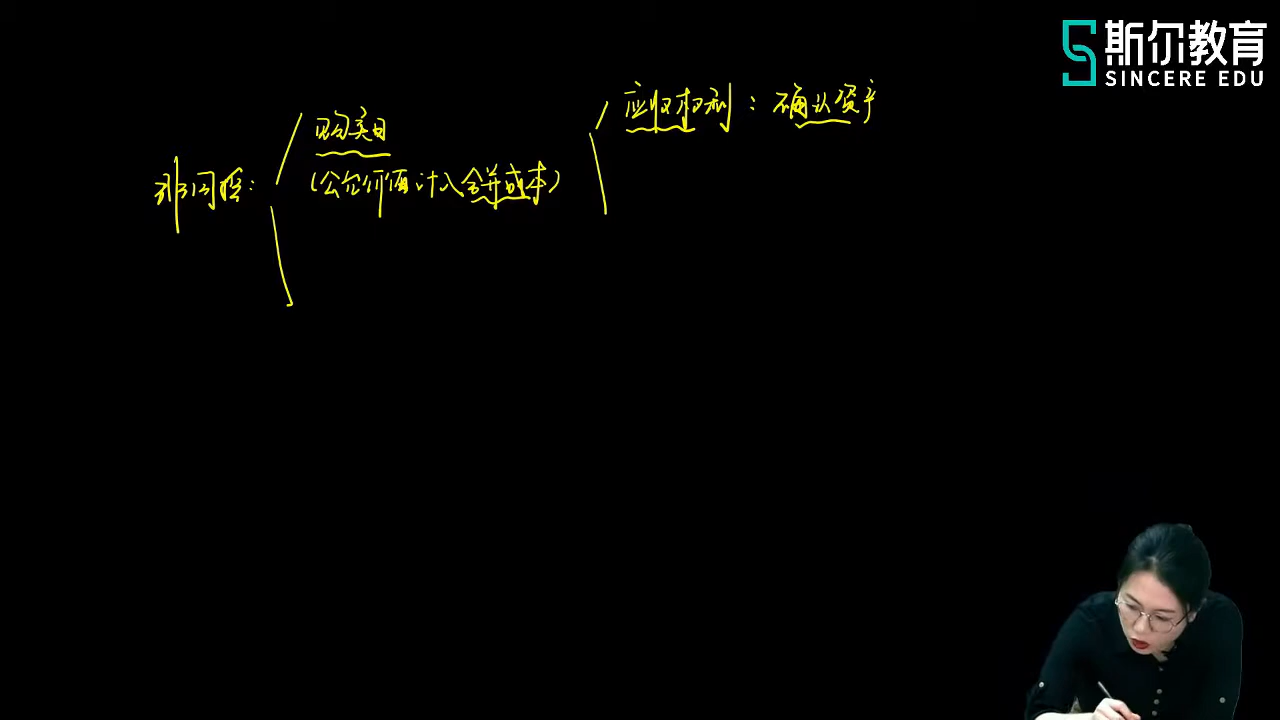 斯尔教育
SINCERE EDU
应收权利：确认资产
购买日
非同控：
(公允价值计入合并成本)